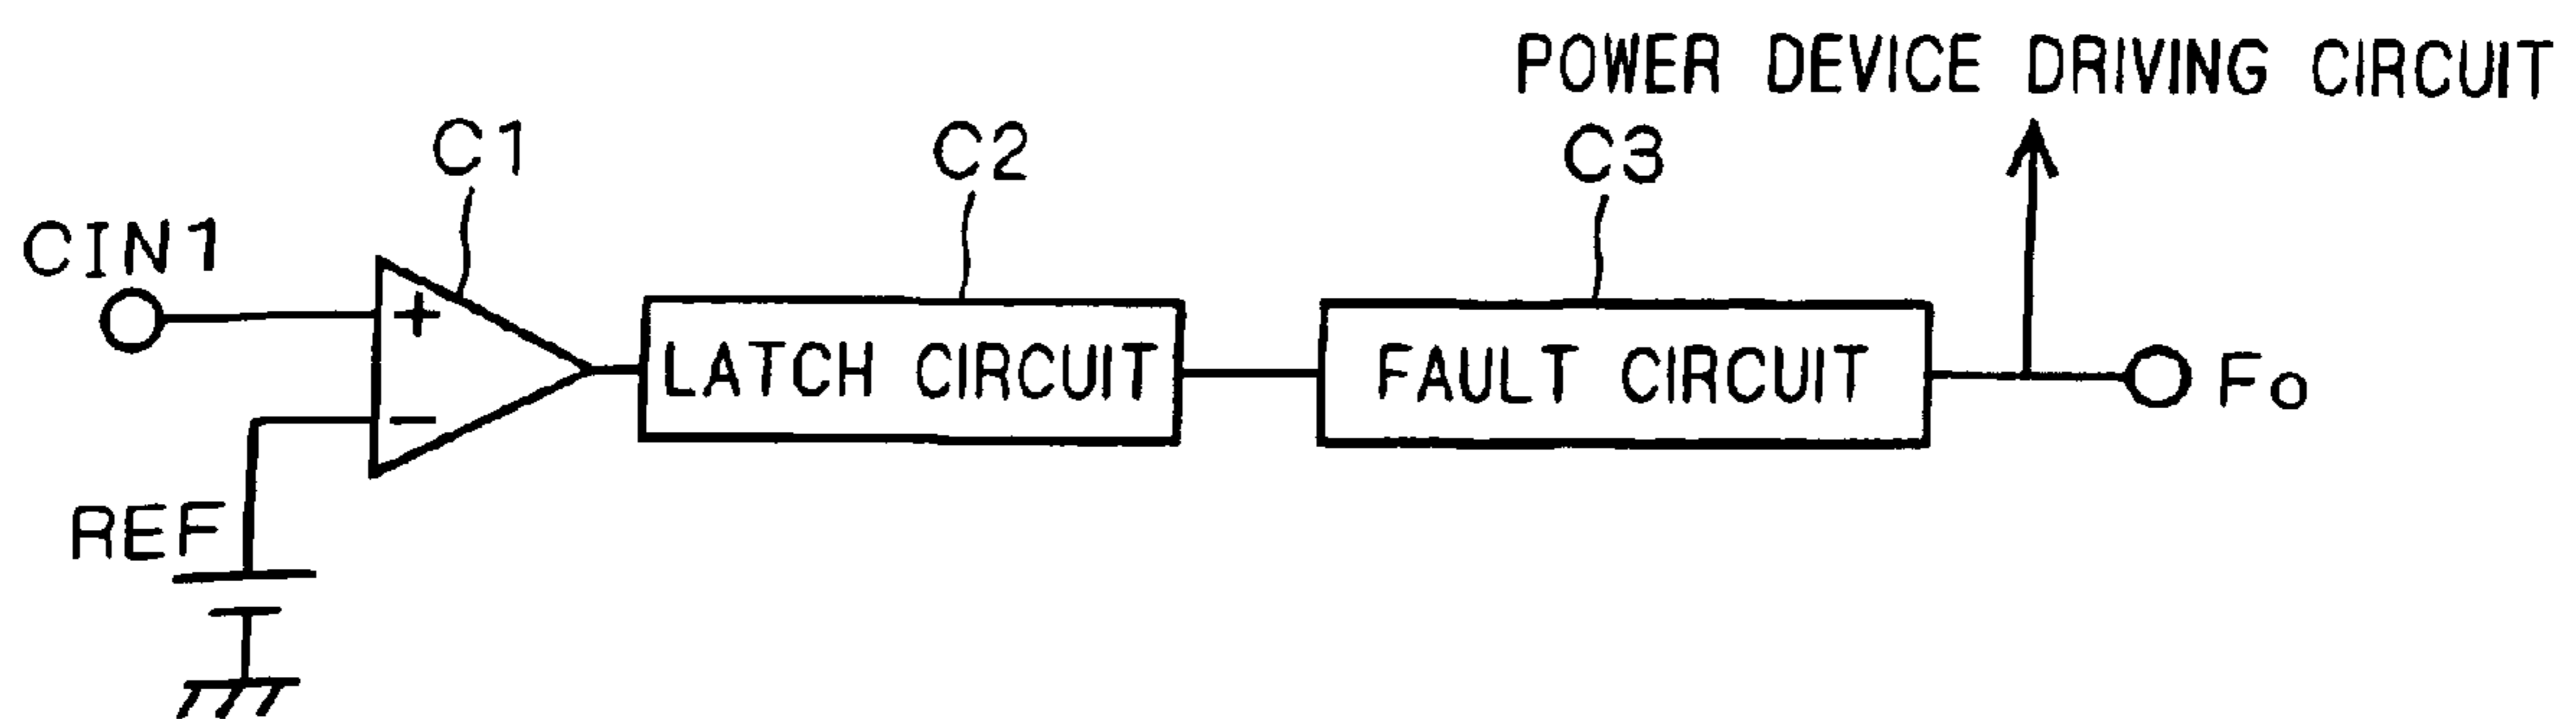 POWER DEVICE DRIVING CIRCUIT
C1
C2
C3
CIN1
+
LATCH CIRCUIT
FAULT CIRCUIT
Fo
−
REF